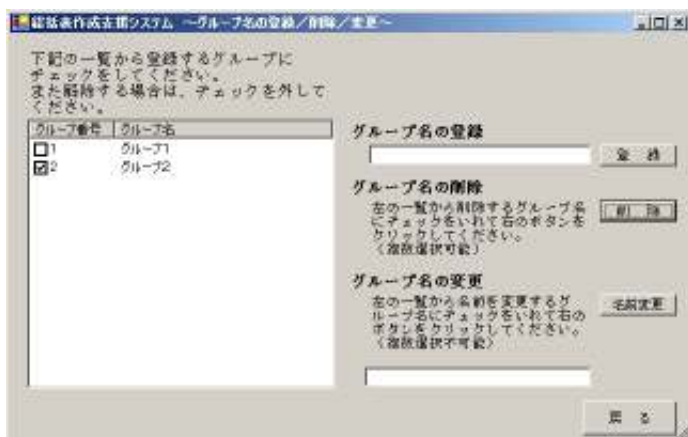 総括表作成支援システム ～グループ名の登録／削除／変更～
下記の一覧から登録するグループに
チェックをしてください。
また解除する場合は、チェックを外して
ください。
グループ番号 グループ名
1 グループ1
2 グループ2
グループ名の登録
登 録
グループ名の削除
左の一覧から削除するグループ名
にチェックをいれて右のボタンを
クリックしてください。
（複数選択可能）
削 除
グループ名の変更
左の一覧から名前を変更するグ
ループ名にチェックをいれて右の
ボタンをクリックしてください。
（複数選択不可能）
名前変更
戻 る